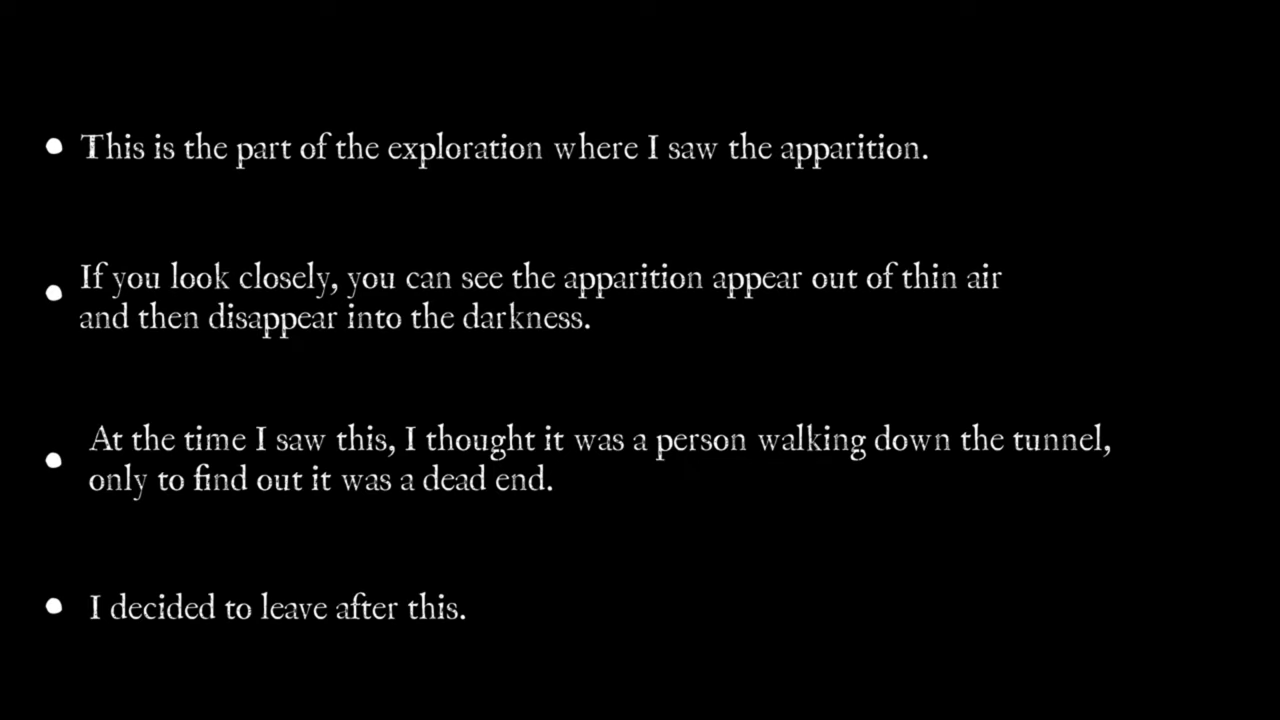 • This is the part of the exploration where I saw the apparition.
• If you look closely, you can see the apparition appear out of thin air
and then disappear into the darkness.
• At the time I saw this, I thought it was a person walking down the tunnel,
only to find out it was a dead end.
• I decided to leave after this.